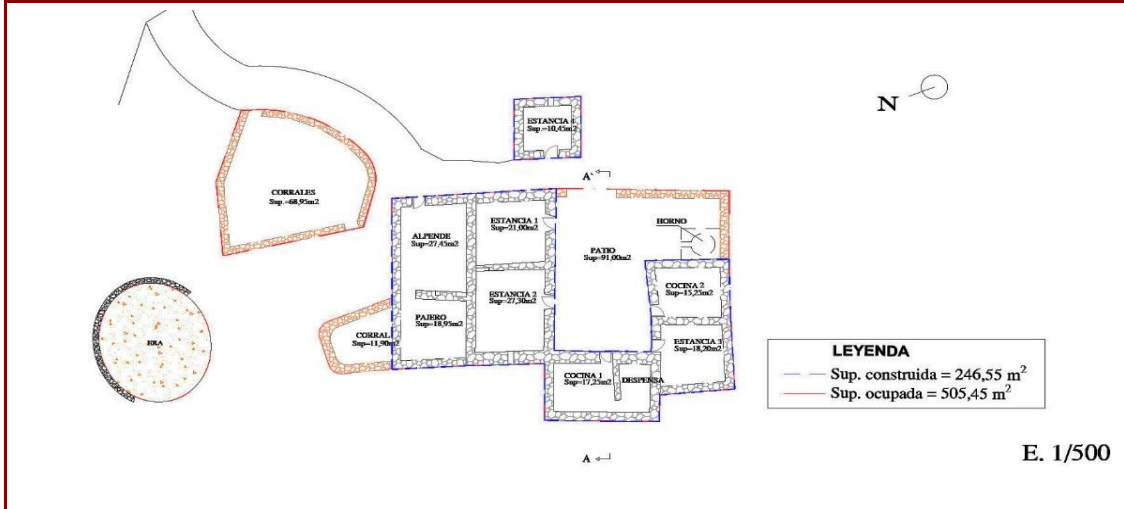 N
ESTANCIA 4
Sup.=10,45m2
A'
CORRALES
Sup.=68,95m2
ALPENDE
Sup=27,45m2
ESTANCIA 1
Sup=21,00m2
HORNO
PATIO
Sup=91,00m2
COCINA 2
Sup=15,25m2
ESTANCIA 2
Sup=27,30m2
PAJERO
Sup=18,95m2
CORRAL
Sup=11,90m2
ERA
ESTANCIA 3
Sup=18,20m2
COCINA 1
Sup=17,25m2
DESPENSA
A
LEYENDA
Sup. construida = 246,55 m²
Sup. ocupada = 505,45 m²
E. 1/500